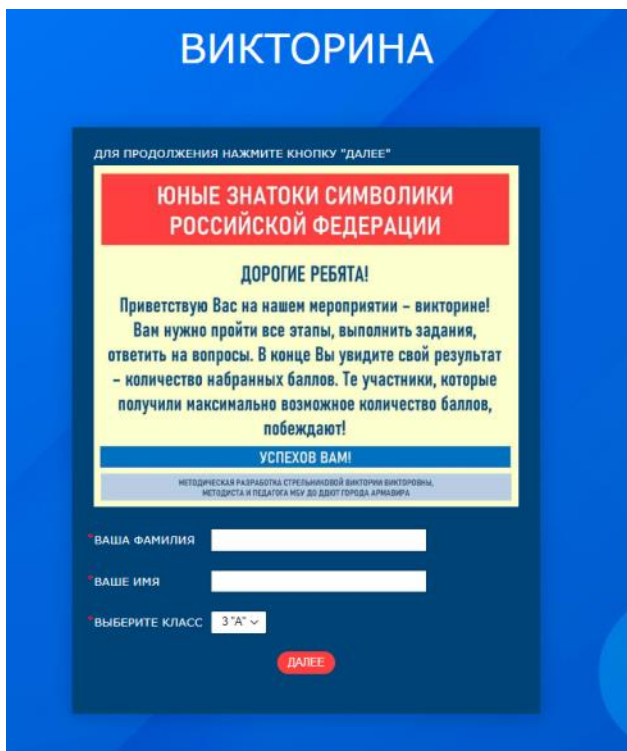 ВИКТОРИНА
ДЛЯ ПРОДОЛЖЕНИЯ НАЖМИТЕ КНОПКУ "ДАЛЕЕ"
ЮНЫЕ ЗНАТОКИ СИМВОЛИКИ
РОССИЙСКОЙ ФЕДЕРАЦИИ
ДОРОГИЕ РЕБЯТА!
Приветствую Вас на нашем мероприятии – викторине!
Вам нужно пройти все этапы, выполнить задания,
ответить на вопросы. В конце Вы увидите свой результат
– количество набранных баллов. Те участники, которые
получили максимально возможное количество баллов,
побеждают!
УСПЕХОВ ВАМ!
МЕТОДИЧЕСКАЯ РАЗРАБОТКА СТРЕЛЬНИКОВОЙ ВИКТОРИИ ВИКТОРОВНЫ,
МЕТОДИСТА И ПЕДАГОГА МБУ ДО ДДЮТ ГОРОДА АРМАВИРА
*ВАША ФАМИЛИЯ
*ВАШЕ ИМЯ
*ВЫБЕРИТЕ КЛАСС 3 "А"
ДАЛЕЕ